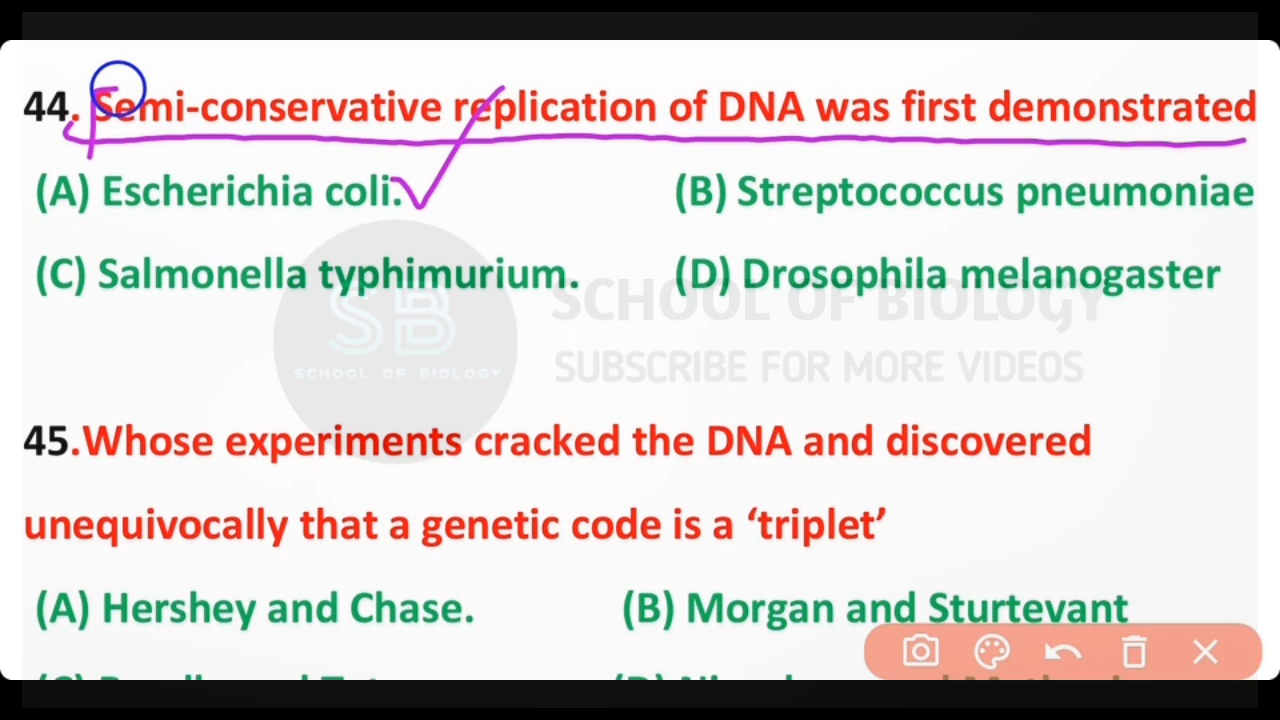 44. Semi-conservative replication of DNA was first demonstrated
(A) Escherichia coli.
(B) Streptococcus pneumoniae
(C) Salmonella typhimurium.
(D) Drosophila melanogaster
SB
SCHOOL OF BIOLOGY
SCHOOL OF BIOLOGY
SUBSCRIBE FOR MORE VIDEOS
45.Whose experiments cracked the DNA and discovered
unequivocally that a genetic code is a ‘triplet’
(A) Hershey and Chase.
(B) Morgan and Sturtevant